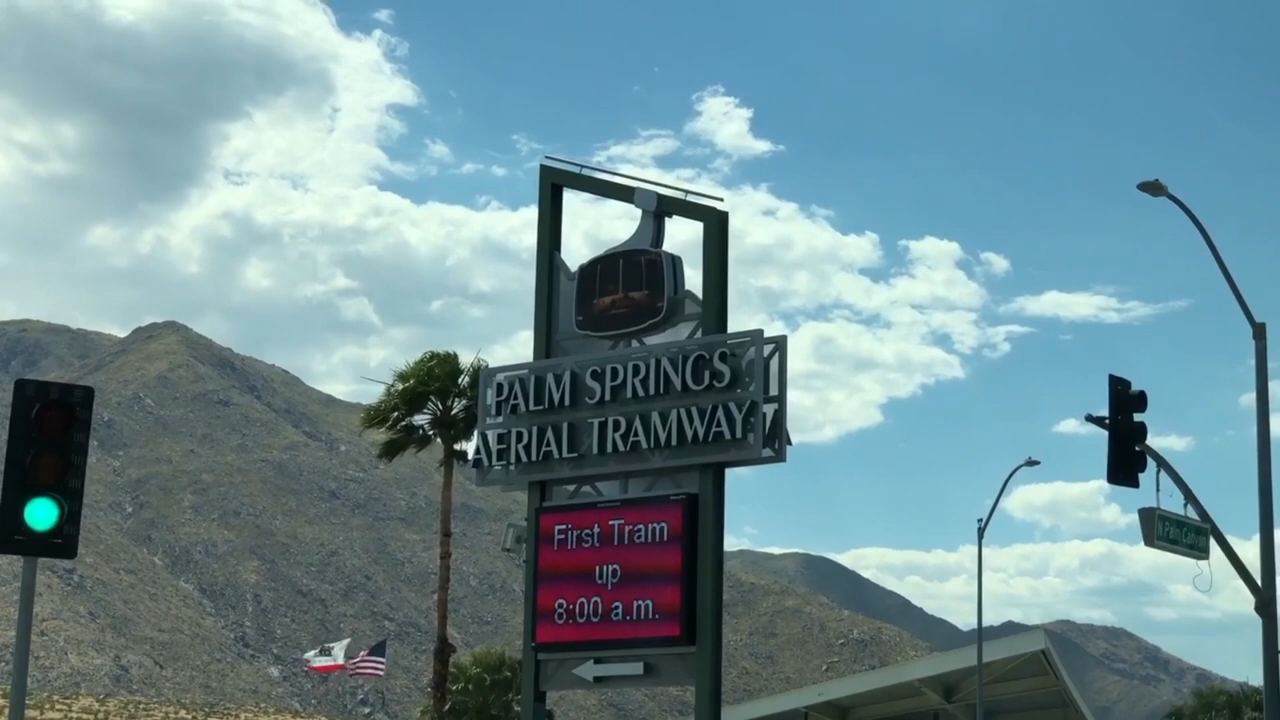 PALM SPRINGS
AERIAL TRAMWAY
First Tram
up
8:00 a.m.
N Palm Canyon